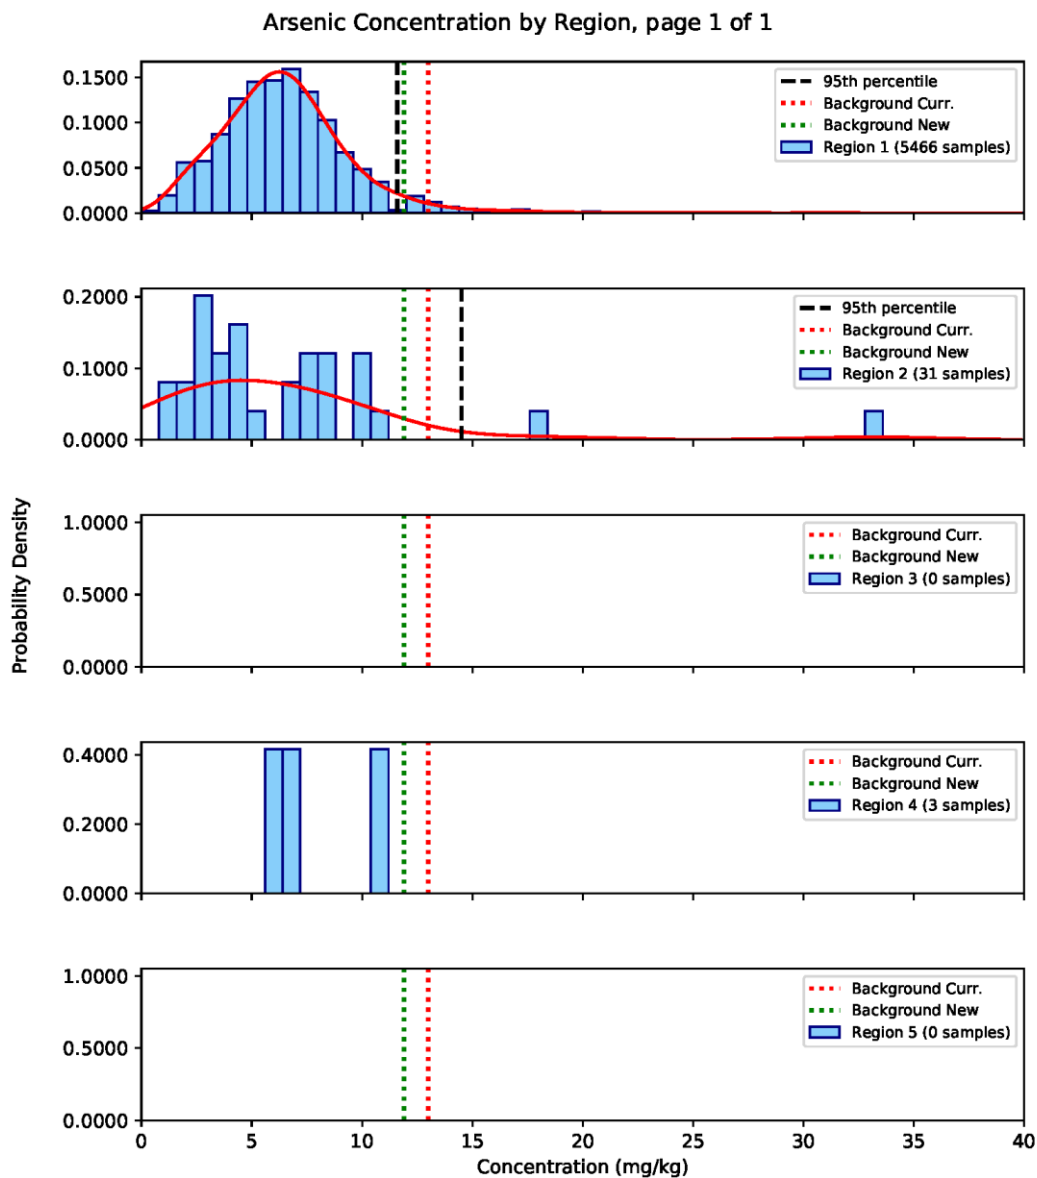 Arsenic Concentration by Region, page 1 of 1
0.1500
0.1000
0.0500
0.0000
95th percentile
Background Curr.
Background New
Region 1 (5466 samples)
0.2000
0.1000
0.0000
95th percentile
Background Curr.
Background New
Region 2 (31 samples)
Probability Density
1.0000
0.5000
0.0000
Background Curr.
Background New
Region 3 (0 samples)
0.4000
0.2000
0.0000
Background Curr.
Background New
Region 4 (3 samples)
1.0000
0.5000
0.0000
Background Curr.
Background New
Region 5 (0 samples)
0 5 10 15 20 25 30 35 40
Concentration (mg/kg)